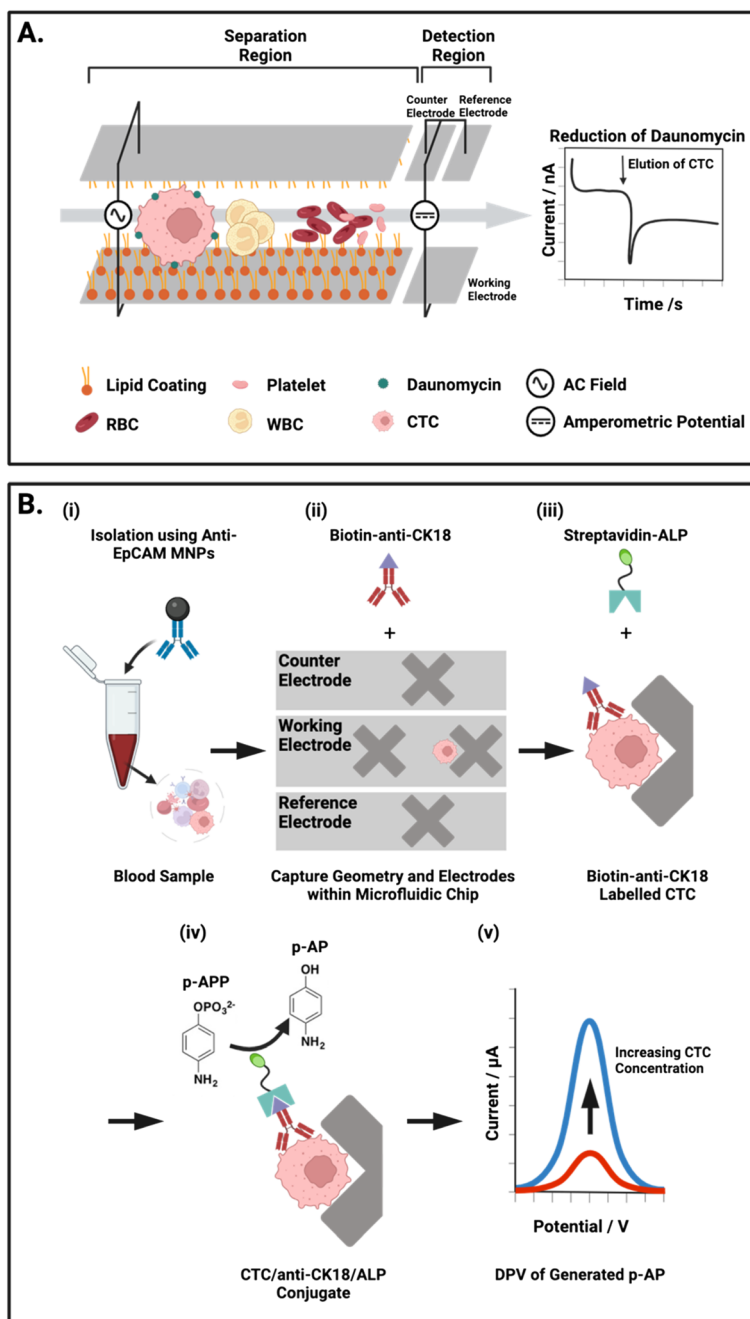 A.
Separation
Region
Detection
Region
Counter
Electrode
Reference
Electrode
Working
Electrode
Reduction of Daunomycin
Elution of CTC
Current / nA
Time /s
Lipid Coating
Platelet
Daunomycin
AC Field
RBC
WBC
CTC
Amperometric Potential
B.
(i)
Isolation using Anti-
EpCAM MNPs
Blood Sample
(ii)
Biotin-anti-CK18
+
Counter
Electrode
Working
Electrode
Reference
Electrode
Capture Geometry and Electrodes
within Microfluidic Chip
(iii)
Streptavidin-ALP
+
Biotin-anti-CK18
Labelled CTC
(iv)
p-APP
OPO₃²⁻
NH₂
p-AP
OH
NH₂
CTC/anti-CK18/ALP
Conjugate
(v)
Current / µA
Increasing CTC
Concentration
Potential / V
DPV of Generated p-AP